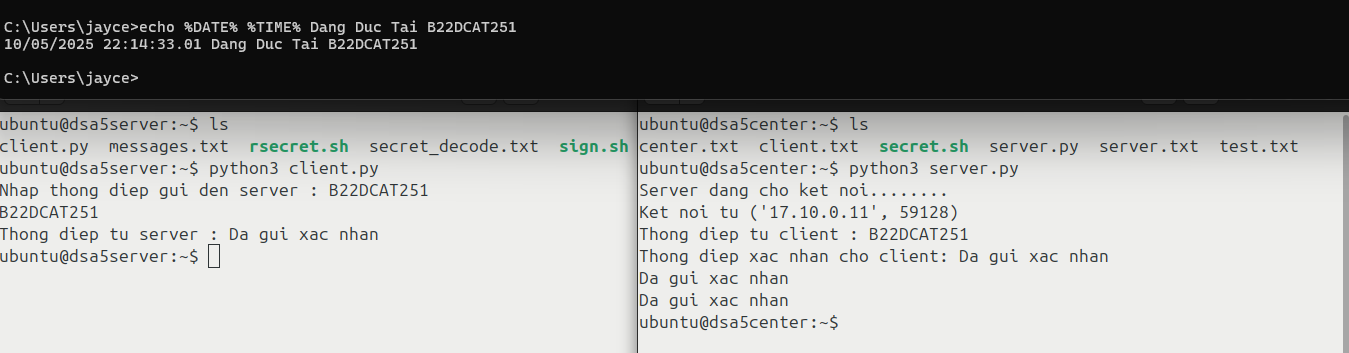 C:\Users\jayce>echo %DATE% %TIME% Dang Duc Tai B22DCAT251
10/05/2025 22:14:33.01 Dang Duc Tai B22DCAT251
C:\Users\jayce>
ubuntu@dsa5server:~$ ls
client.py messages.txt rsecret.sh secret_decode.txt sign.sh
ubuntu@dsa5server:~$ python3 client.py
Nhap thong diep gui den server : B22DCAT251
B22DCAT251
Thong diep tu server : Da gui xac nhan
ubuntu@dsa5server:~$
ubuntu@dsa5center:~$ ls
center.txt client.txt secret.sh server.py server.txt test.txt
ubuntu@dsa5center:~$ python3 server.py
Server dang cho ket noi........
Ket noi tu ('17.10.0.11', 59128)
Thong diep tu client : B22DCAT251
Thong diep xac nhan cho client: Da gui xac nhan
Da gui xac nhan
Da gui xac nhan
ubuntu@dsa5center:~$